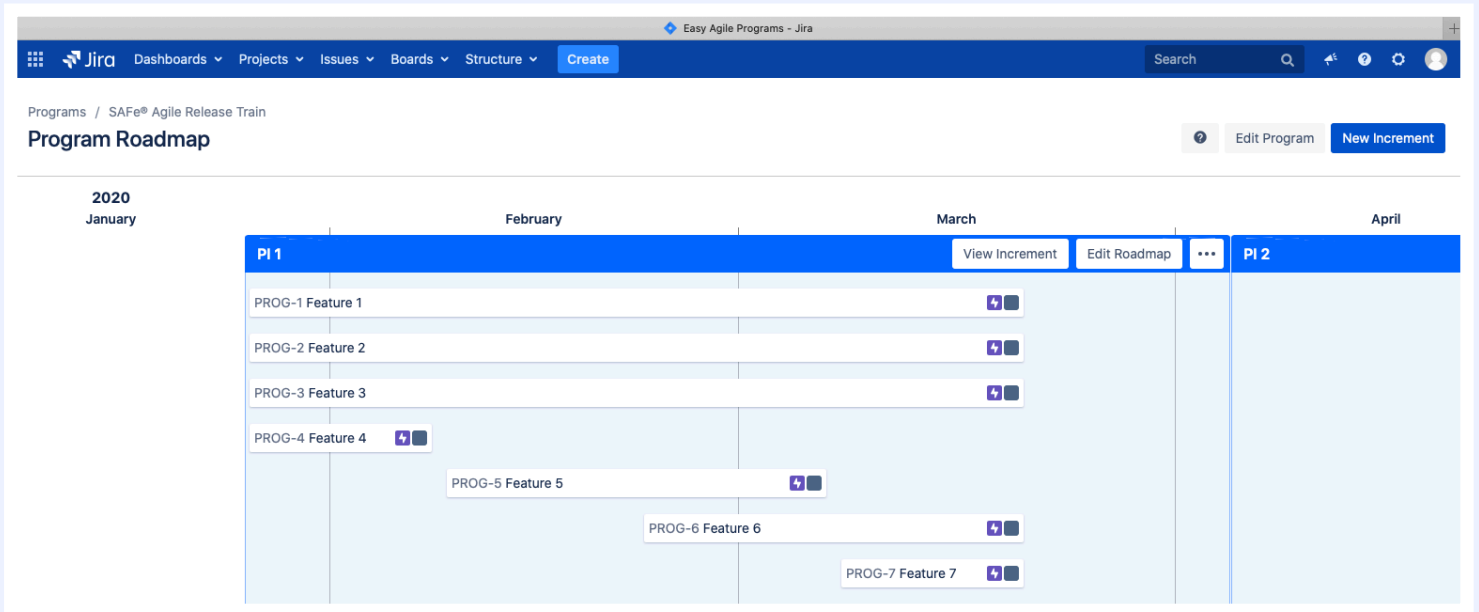 Easy Agile Programs - Jira
Jira Dashboards Projects Issues Boards Structure Create Search
Programs / SAFe® Agile Release Train
Program Roadmap
Edit Program New Increment
2020
January February March April
PI 1 View Increment Edit Roadmap PI 2
PROG-1 Feature 1
PROG-2 Feature 2
PROG-3 Feature 3
PROG-4 Feature 4
PROG-5 Feature 5
PROG-6 Feature 6
PROG-7 Feature 7